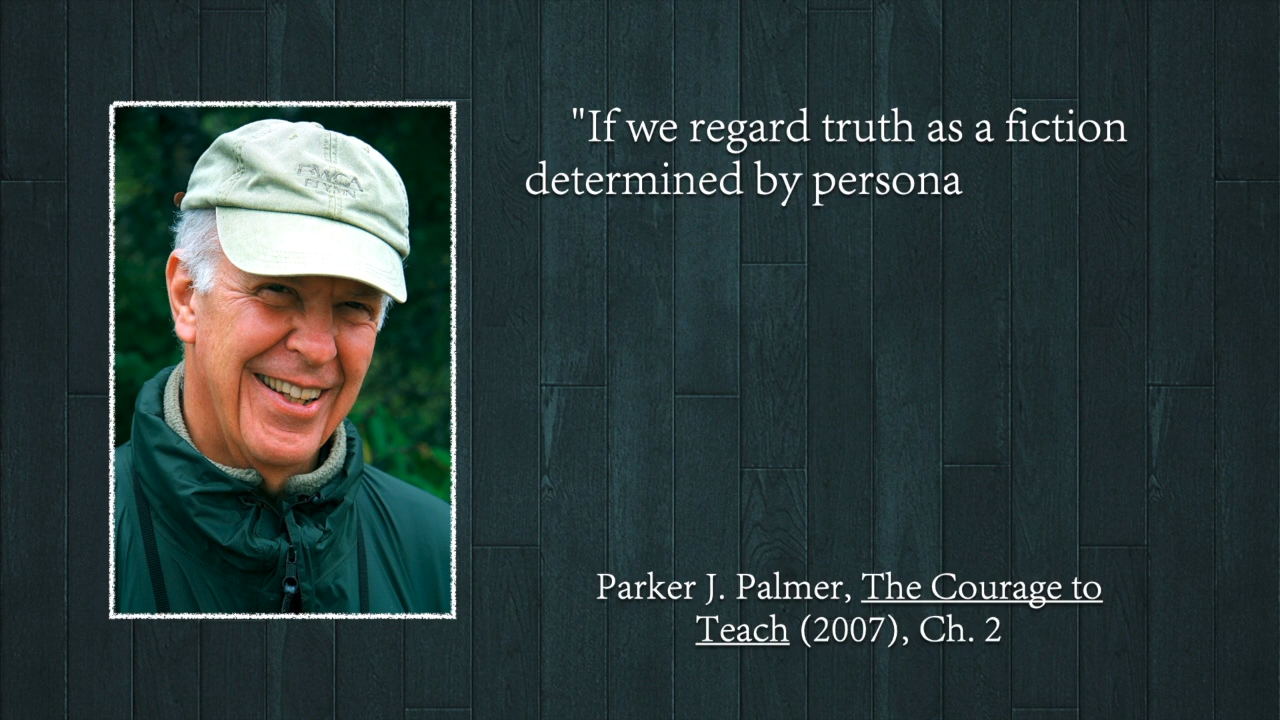 "If we regard truth as a fiction
determined by persona
Parker J. Palmer, The Courage to
Teach (2007), Ch. 2